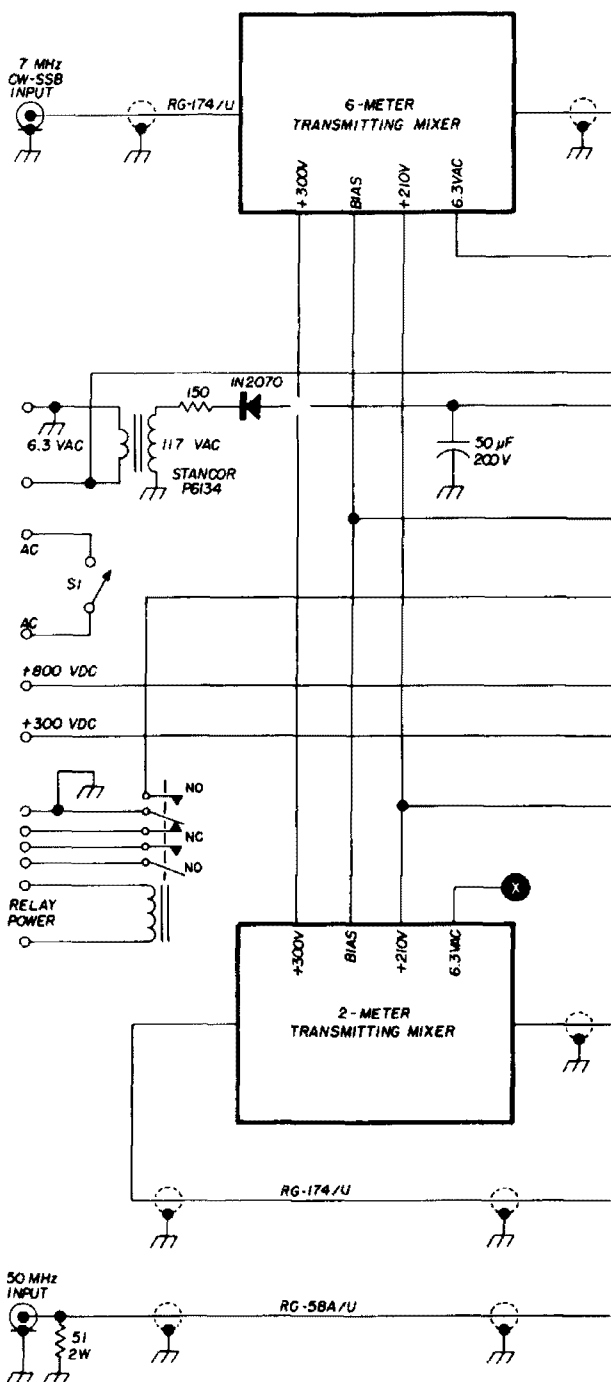 7 MHz
CW-SSB
INPUT
RG-174/U
6-METER
TRANSMITTING MIXER
+300V
BIAS
+210V
6.3VAC
150
IN2070
6.3 VAC
117 VAC
STANCOR
P6134
50 µF
200V
AC
S1
AC
+800 VDC
+300 VDC
NO
NC
NO
RELAY
POWER
X
+300V
BIAS
+210V
6.3VAC
2-METER
TRANSMITTING MIXER
RG-174/U
50 MHz
INPUT
RG-58A/U
51
2W